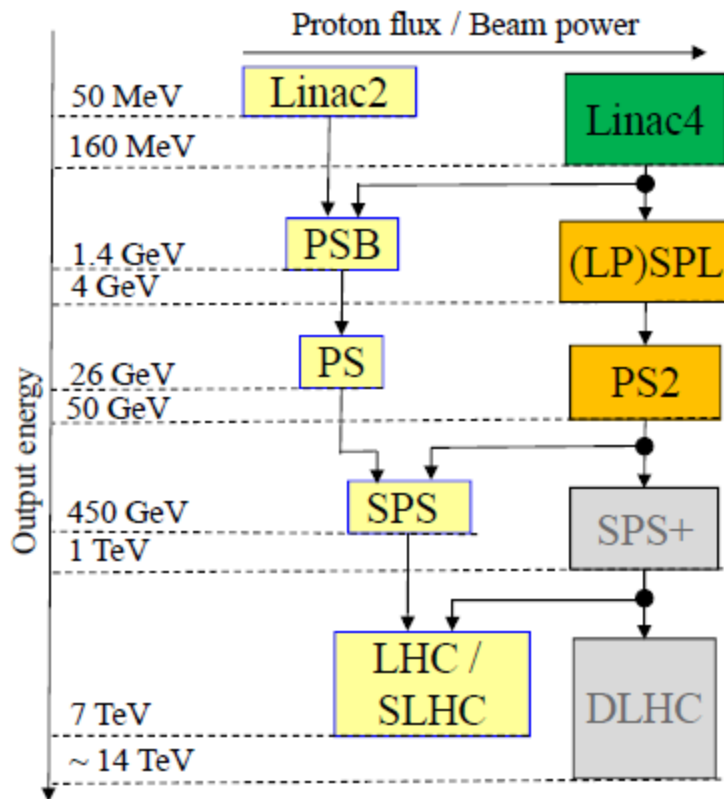 Proton flux / Beam power
Linac2
Linac4
50 MeV
160 MeV
PSB
(LP)SPL
1.4 GeV
4 GeV
PS
PS2
26 GeV
50 GeV
Output energy
SPS
SPS+
450 GeV
1 TeV
LHC /
SLHC
DLHC
7 TeV
~ 14 TeV